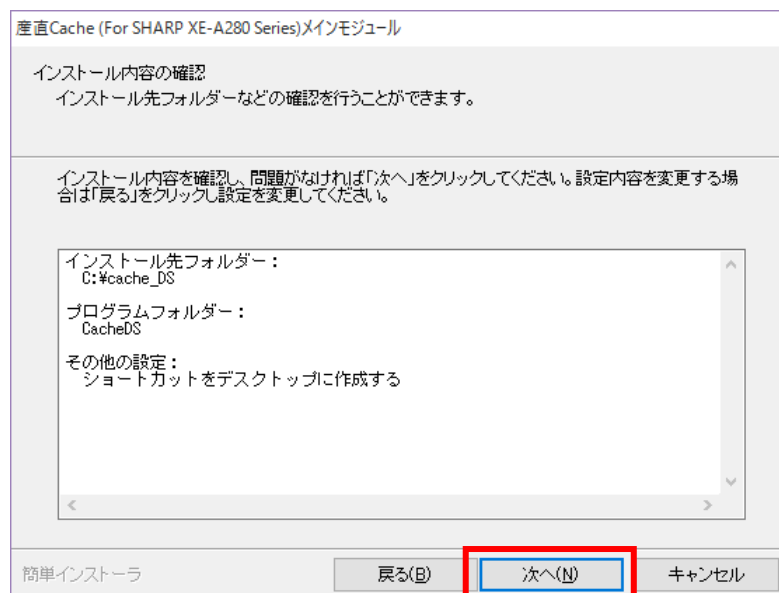 産直Cache (For SHARP XE-A280 Series)メインモジュール
インストール内容の確認
インストール先フォルダーなどの確認を行うことができます。
インストール内容を確認し、問題がなければ「次へ」をクリックしてください。設定内容を変更する場
合は「戻る」をクリックし設定を変更してください。
インストール先フォルダー:
C:¥cache_DS
プログラムフォルダー:
CacheDS
その他の設定:
ショートカットをデスクトップに作成する
簡単インストーラ
戻る(B)
次へ(N)
キャンセル